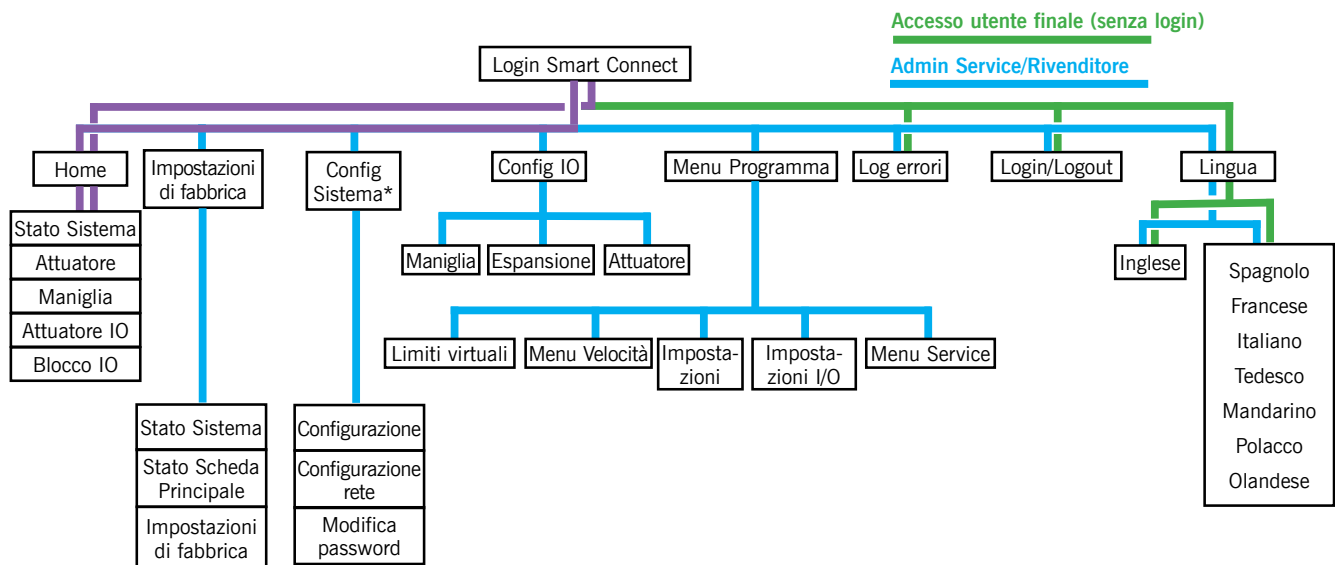 Accesso utente finale (senza login)
Admin Service/Rivenditore
Login Smart Connect
Home
Impostazioni
di fabbrica
Config
Sistema*
Config IO
Menu Programma
Log errori
Login/Logout
Lingua
Stato Sistema
Attuatore
Maniglia
Attuatore IO
Blocco IO
Maniglia
Espansione
Attuatore
Inglese
Spagnolo
Francese
Italiano
Tedesco
Mandarino
Polacco
Olandese
Limiti virtuali
Menu Velocità
Imposta-
zioni
Imposta-
zioni I/O
Menu Service
Stato Sistema
Stato Scheda
Principale
Impostazioni
di fabbrica
Configurazione
Configurazione
rete
Modifica
password